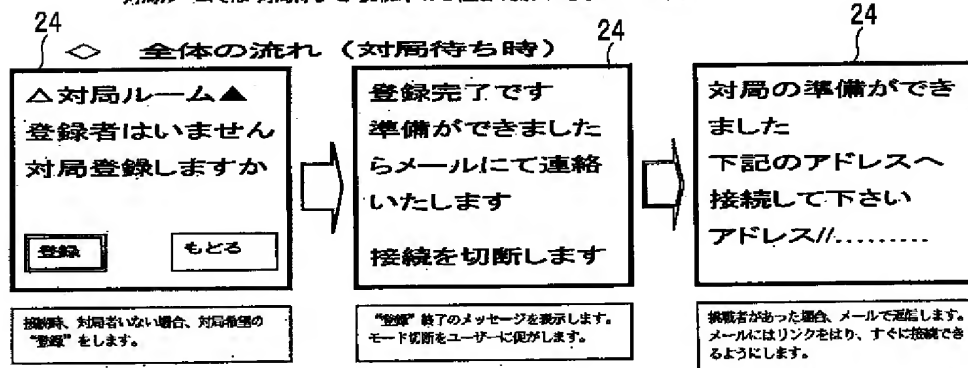 24
24
24
◇ 全体の流れ（対局待ち時）
△対局ルーム▲
登録者はいません
対局登録しますか
登録
もどる
登録完了です
準備ができました
らメールにて連絡
いたします
接続を切断します
対局の準備ができ
ました
下記のアドレスへ
接続して下さい
アドレス//.........
接続時、対局者いない場合、対局希望の
"登録"をします。
"登録"終了のメッセージを表示します。
モード切断をユーザーに促がします。
挑戦者があった場合、メールで返信します。
メールにはリンクをはり、すぐに接続でき
るようにします。